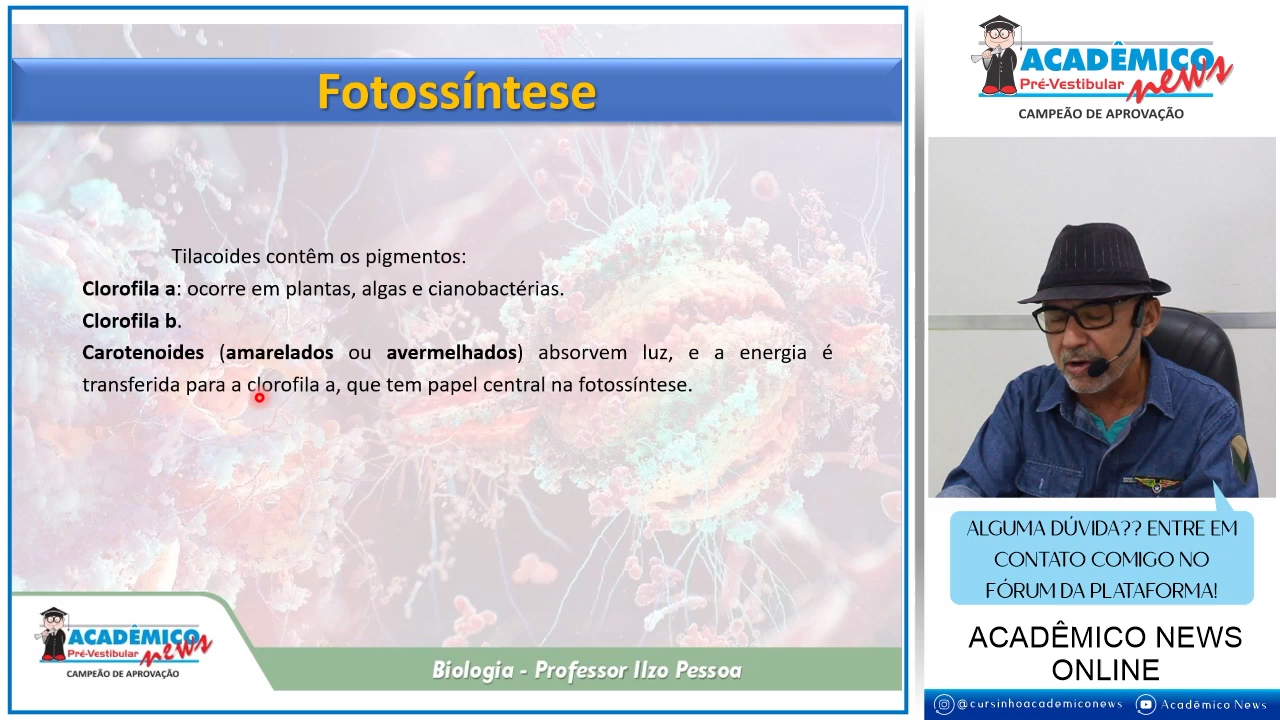 Fotossíntese
Tilacoides contêm os pigmentos:
Clorofila a: ocorre em plantas, algas e cianobactérias.
Clorofila b.
Carotenoides (amarelados ou avermelhados) absorvem luz, e a energia é
transferida para a clorofila a, que tem papel central na fotossíntese.
ACADÊMICO
Pré-Vestibular news
CAMPEÃO DE APROVAÇÃO
Biologia - Professor Ilzo Pessoa
ACADÊMICO
Pré-Vestibular news
CAMPEÃO DE APROVAÇÃO
ALGUMA DÚVIDA?? ENTRE EM
CONTATO COMIGO NO
FÓRUM DA PLATAFORMA!
ACADÊMICO NEWS
ONLINE
@cursinhoacademiconews Acadêmico News